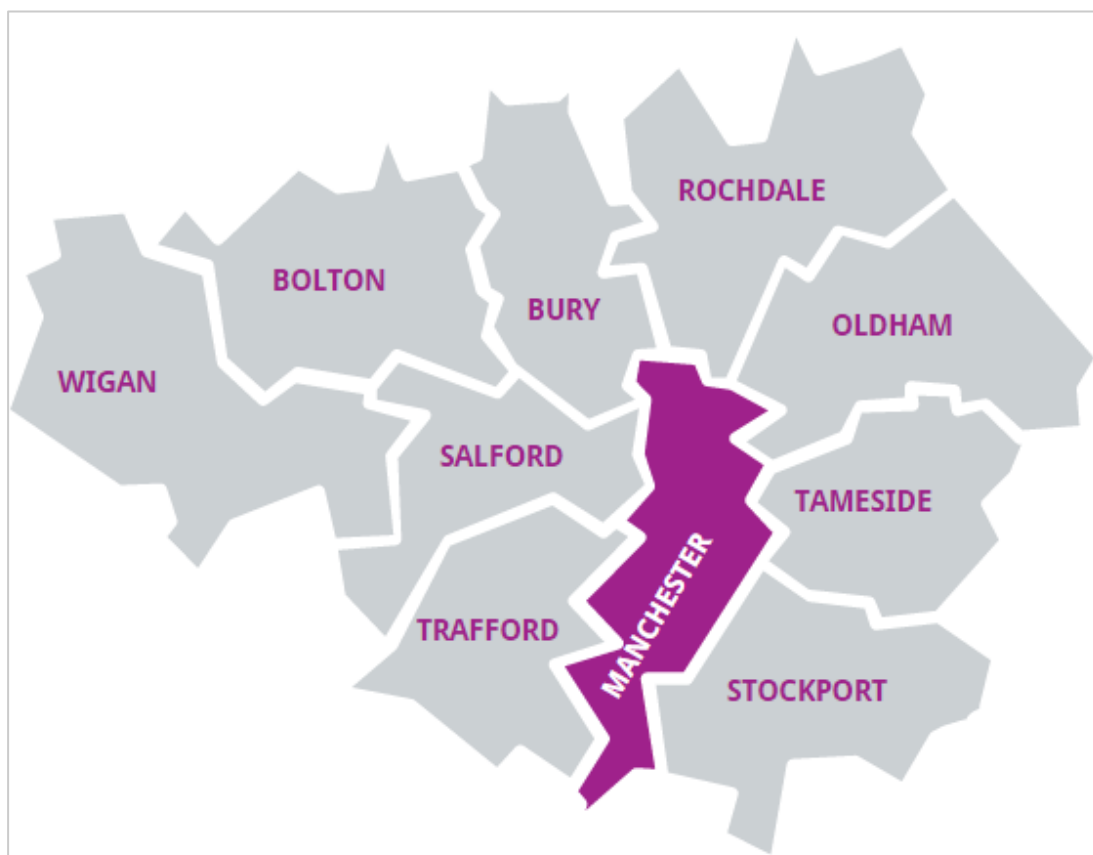 ROCHDALE
BOLTON
BURY
OLDHAM
WIGAN
SALFORD
TAMESIDE
MANCHESTER
TRAFFORD
STOCKPORT